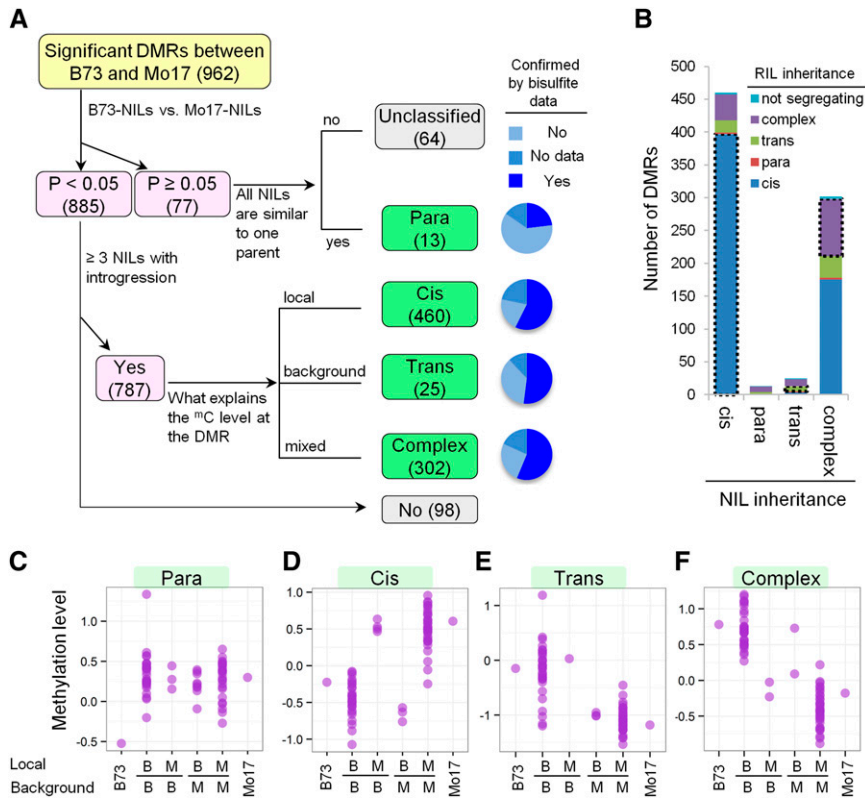 A
Significant DMRs between
B73 and Mo17 (962)
B73-NILs vs. Mo17-NILs
P < 0.05
(885)
P ≥ 0.05
(77)
All NILs
are similar
to one
parent
no
yes
Unclassified
(64)
Para
(13)
≥ 3 NILs with
introgression
Yes
(787)
What explains
the ᵐC level at
the DMR
local
background
mixed
Cis
(460)
Trans
(25)
Complex
(302)
No (98)
Confirmed
by bisulfite
data
No
No data
Yes
B
Number of DMRs
500
450
400
350
300
250
200
150
100
50
0
RIL inheritance
not segregating
complex
trans
para
cis
cis
para
trans
complex
NIL inheritance
C
Para
Methylation level
1.0
0.5
0.0
-0.5
D
Cis
1.0
0.5
0.0
-0.5
-1.0
E
Trans
1
0
-1
F
Complex
1.0
0.5
0.0
-0.5
Local
Background
B73
B M B M
B B M M
Mo17
B73
B M B M
B B M M
Mo17
B73
B M B M
B B M M
Mo17
B73
B M B M
B B M M
Mo17